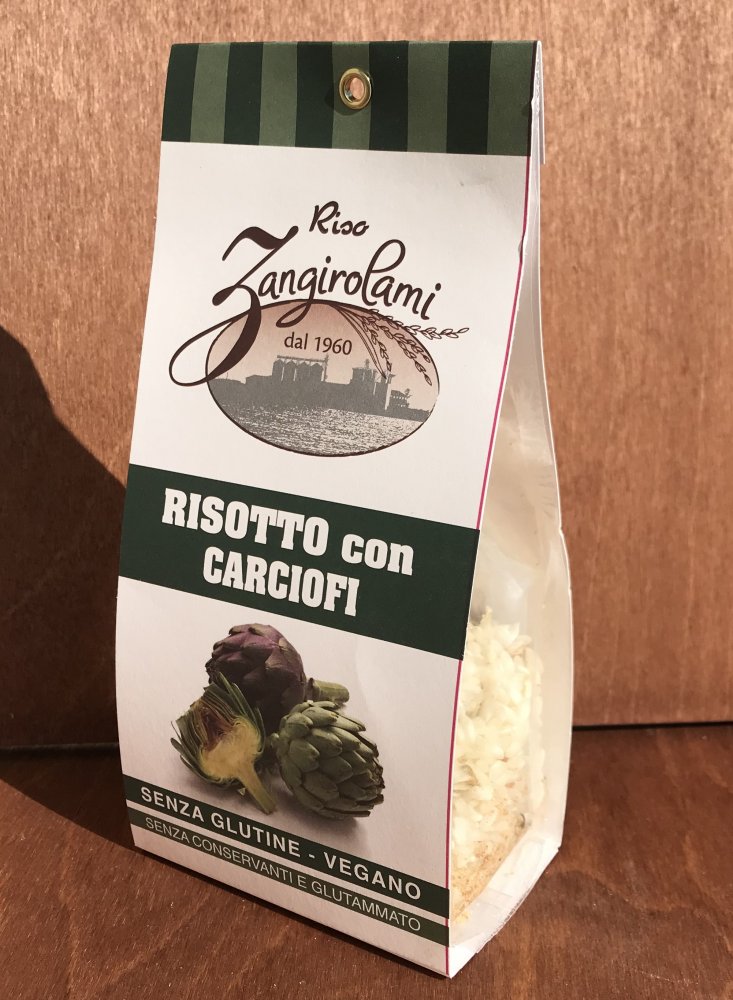 Riso
Zangirolami
dal 1960
RISOTTO con
CARCIOFI
SENZA GLUTINE - VEGANO
SENZA CONSERVANTI E GLUTAMMATO